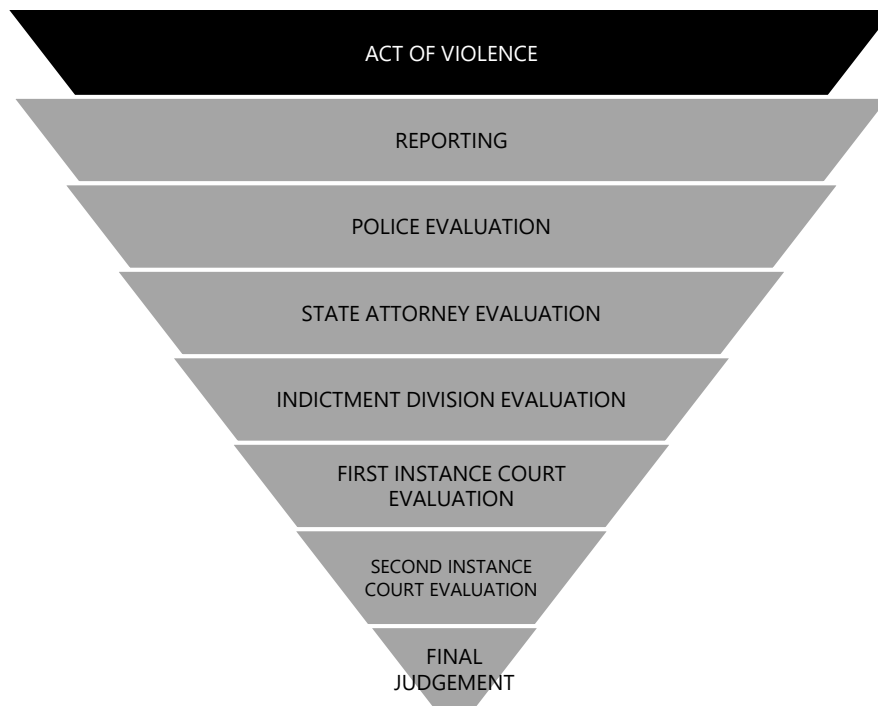 ACT OF VIOLENCE
REPORTING
POLICE EVALUATION
STATE ATTORNEY EVALUATION
INDICTMENT DIVISION EVALUATION
FIRST INSTANCE COURT
EVALUATION
SECOND INSTANCE
COURT EVALUATION
FINAL
JUDGEMENT